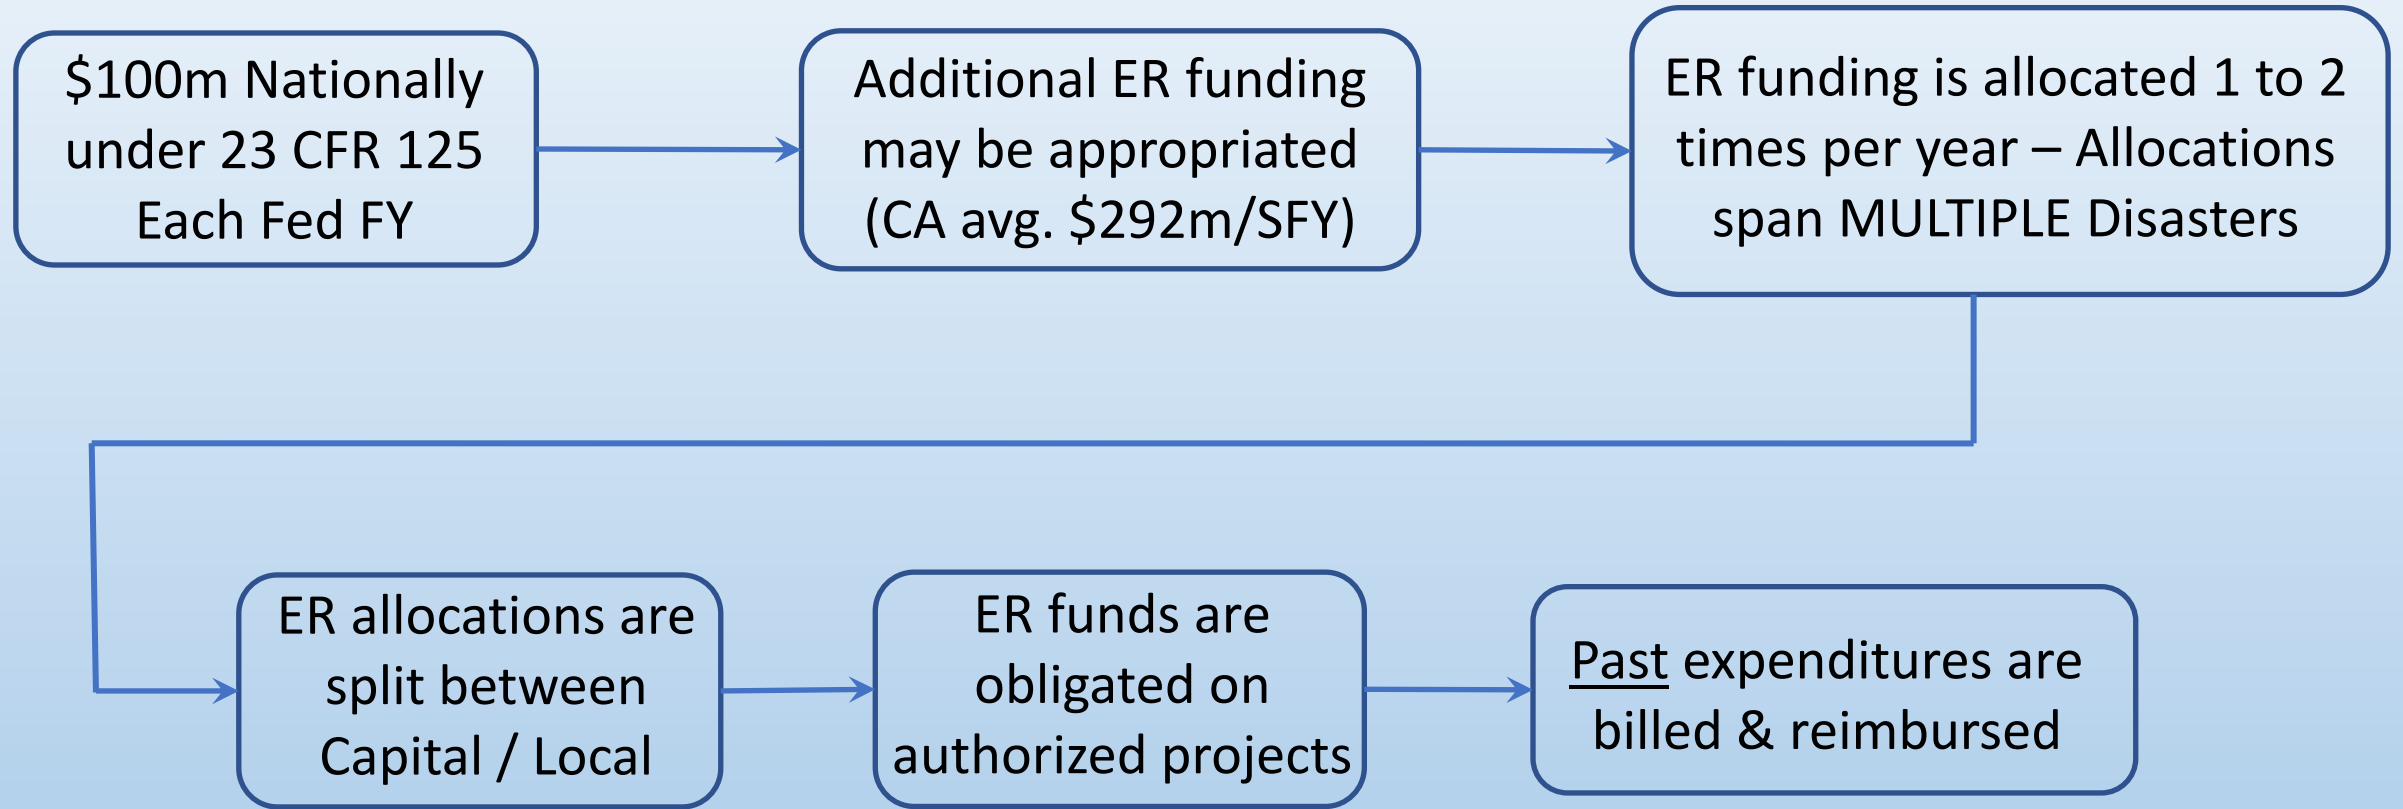 $100m Nationally
under 23 CFR 125
Each Fed FY
Additional ER funding
may be appropriated
(CA avg. $292m/SFY)
ER funding is allocated 1 to 2
times per year – Allocations
span MULTIPLE Disasters
ER allocations are
split between
Capital / Local
ER funds are
obligated on
authorized projects
Past expenditures are
billed & reimbursed